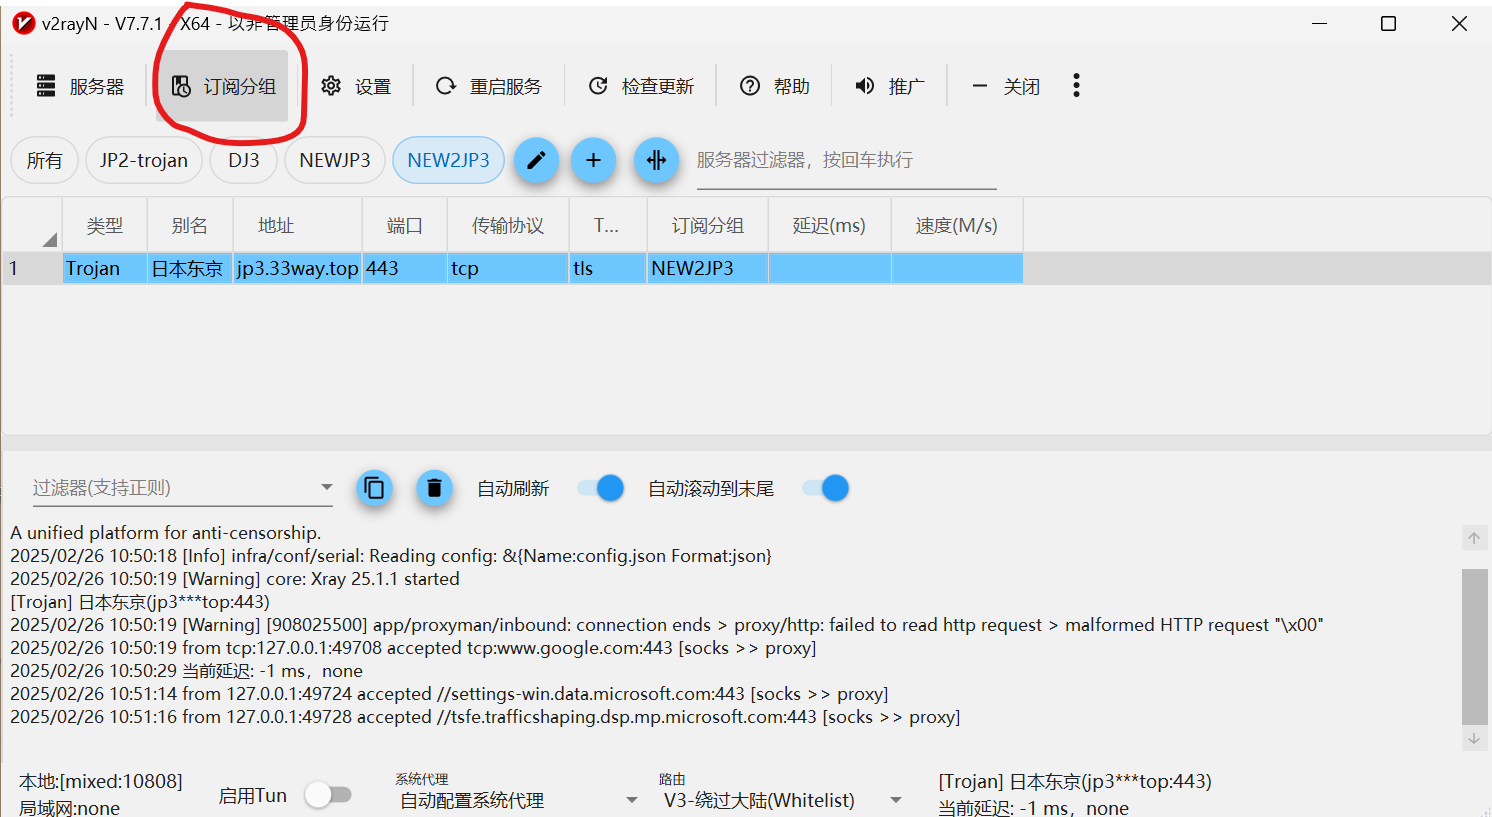 v2rayN - V7.7.1 - X64 - 以非管理员身份运行
服务器 订阅分组 设置 重启服务 检查更新 帮助 推广 关闭
所有 JP2-trojan DJ3 NEWJP3 NEW2JP3 服务器过滤器，按回车执行
类型 别名 地址 端口 传输协议 T... 订阅分组 延迟(ms) 速度(M/s)
1 Trojan 日本东京 jp3.33way.top 443 tcp tls NEW2JP3
过滤器(支持正则) 自动刷新 自动滚动到末尾
A unified platform for anti-censorship.
2025/02/26 10:50:18 [Info] infra/conf/serial: Reading config: &{Name:config.json Format:json}
2025/02/26 10:50:19 [Warning] core: Xray 25.1.1 started
[Trojan] 日本东京(jp3***top:443)
2025/02/26 10:50:19 [Warning] [908025500] app/proxyman/inbound: connection ends > proxy/http: failed to read http request > malformed HTTP request "\x00"
2025/02/26 10:50:19 from tcp:127.0.0.1:49708 accepted tcp:www.google.com:443 [socks >> proxy]
2025/02/26 10:50:29 当前延迟: -1 ms，none
2025/02/26 10:51:14 from 127.0.0.1:49724 accepted //settings-win.data.microsoft.com:443 [socks >> proxy]
2025/02/26 10:51:16 from 127.0.0.1:49728 accepted //tsfe.trafficshaping.dsp.mp.microsoft.com:443 [socks >> proxy]
本地:[mixed:10808]
局域网:none
启用Tun
系统代理
自动配置系统代理
路由
V3-绕过大陆(Whitelist)
[Trojan] 日本东京(jp3***top:443)
当前延迟: -1 ms，none